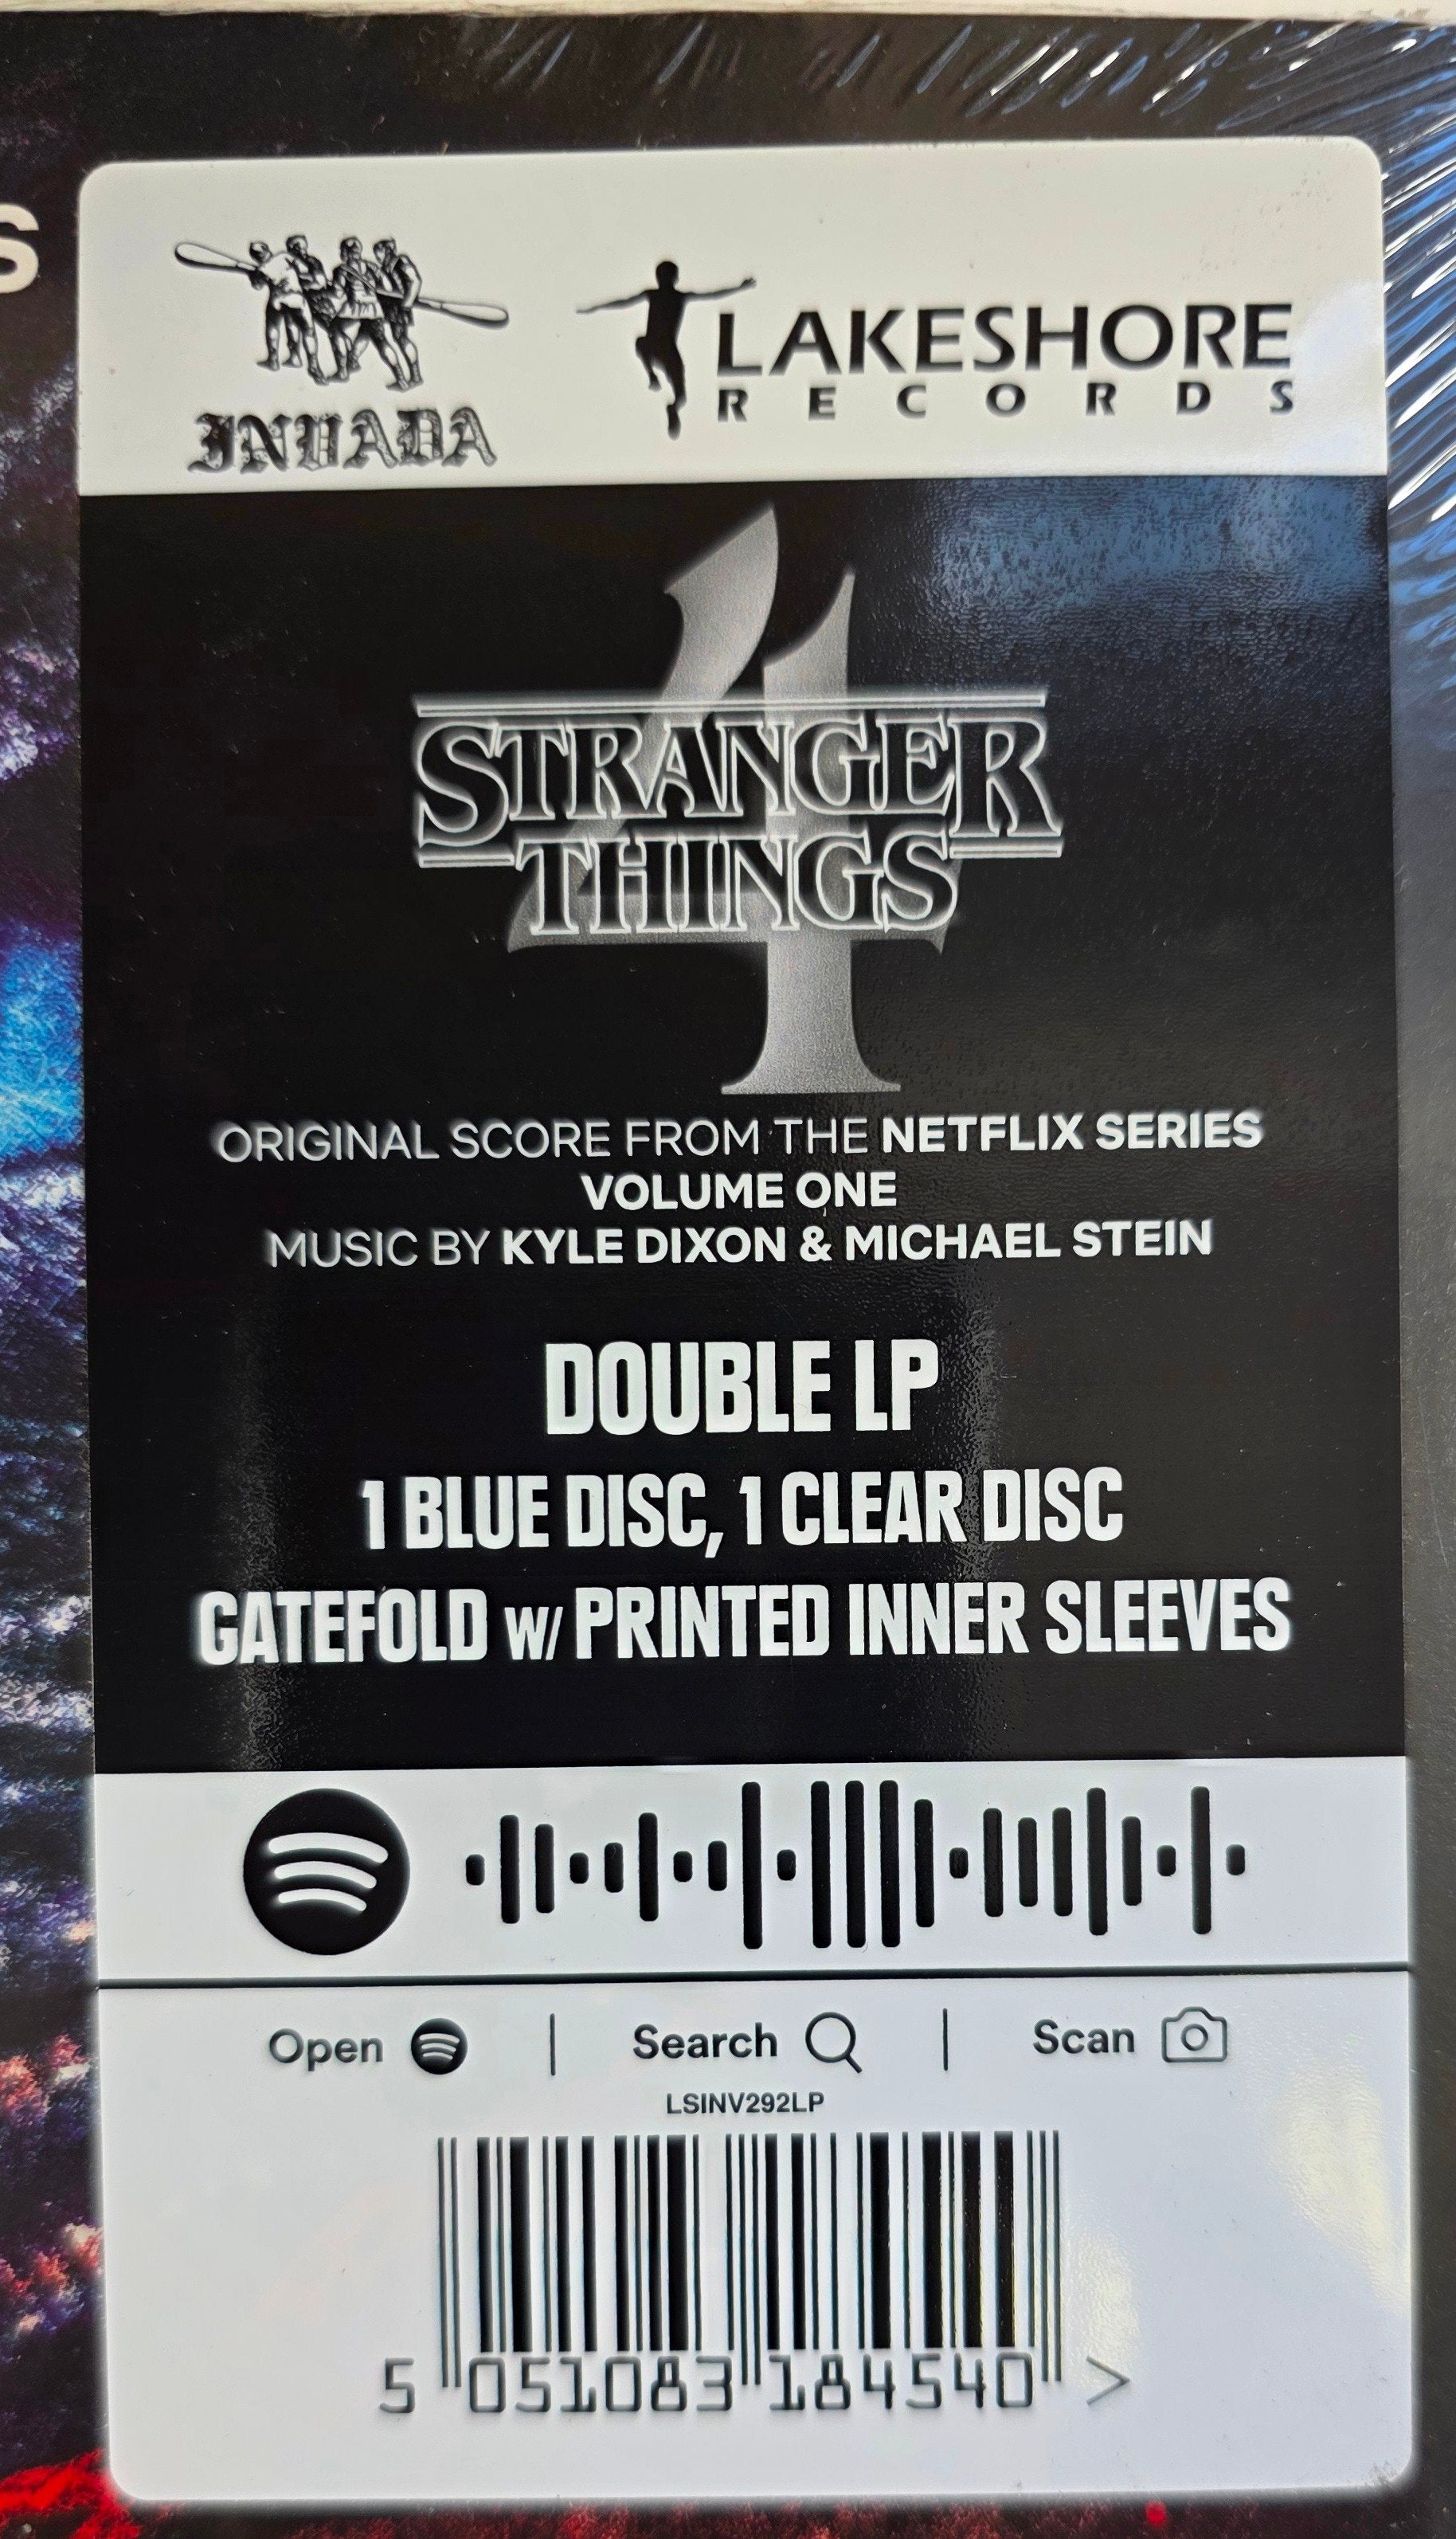 S
INVADA
LAKESHORE
RECORDS
4
STRANGER
THINGS
ORIGINAL SCORE FROM THE NETFLIX SERIES
VOLUME ONE
MUSIC BY KYLE DIXON & MICHAEL STEIN
DOUBLE LP
1 BLUE DISC, 1 CLEAR DISC
GATEFOLD W/ PRINTED INNER SLEEVES
Open | Search | Scan
LSINV292LP
5 051083 184540 >